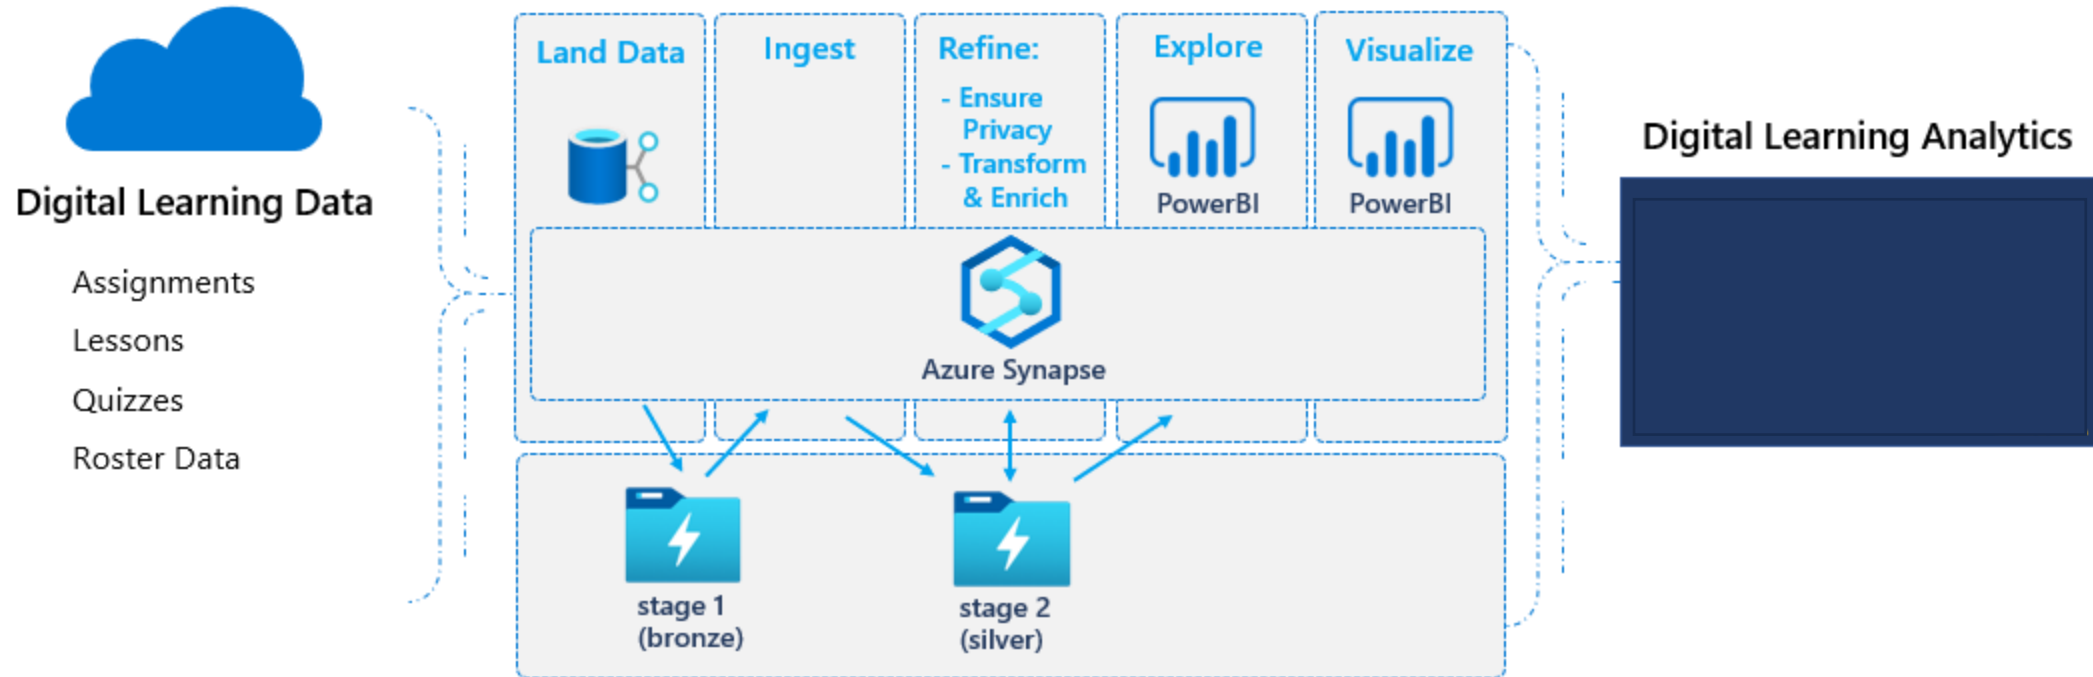 Digital Learning Data
Assignments
Lessons
Quizzes
Roster Data
Land Data
Ingest
Refine:
- Ensure
Privacy
- Transform
& Enrich
Explore
PowerBI
Visualize
PowerBI
Azure Synapse
stage 1
(bronze)
stage 2
(silver)
Digital Learning Analytics